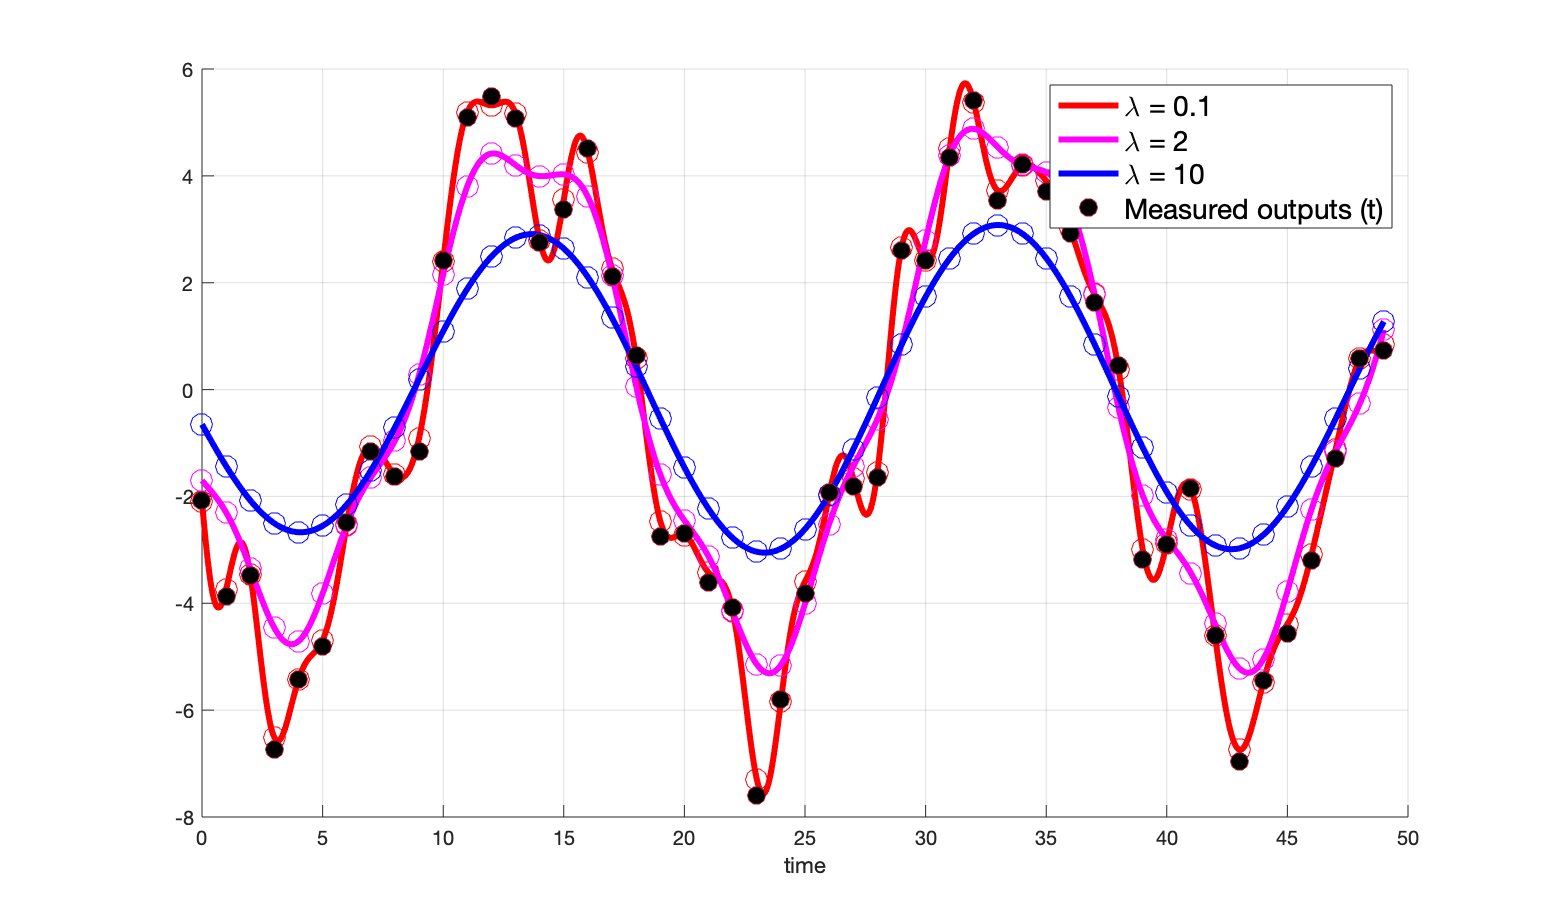 6
4
2
0
-2
-4
-6
-8
0 5 10 15 20 25 30 35 40 45 50
time
λ = 0.1
λ = 2
λ = 10
Measured outputs (t)